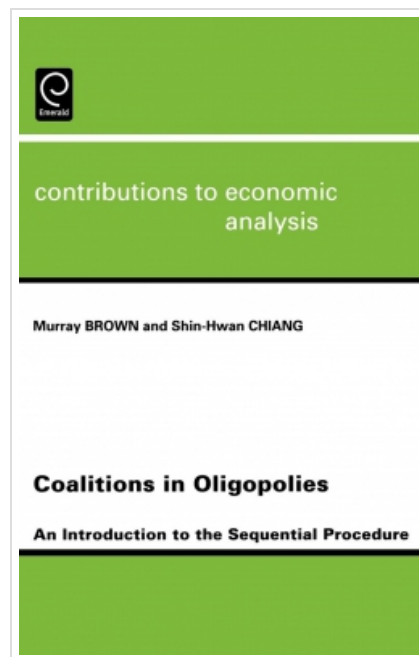 Emerald
contributions to economic
analysis
Murray BROWN and Shin-Hwan CHIANG
Coalitions in Oligopolies
An Introduction to the Sequential Procedure